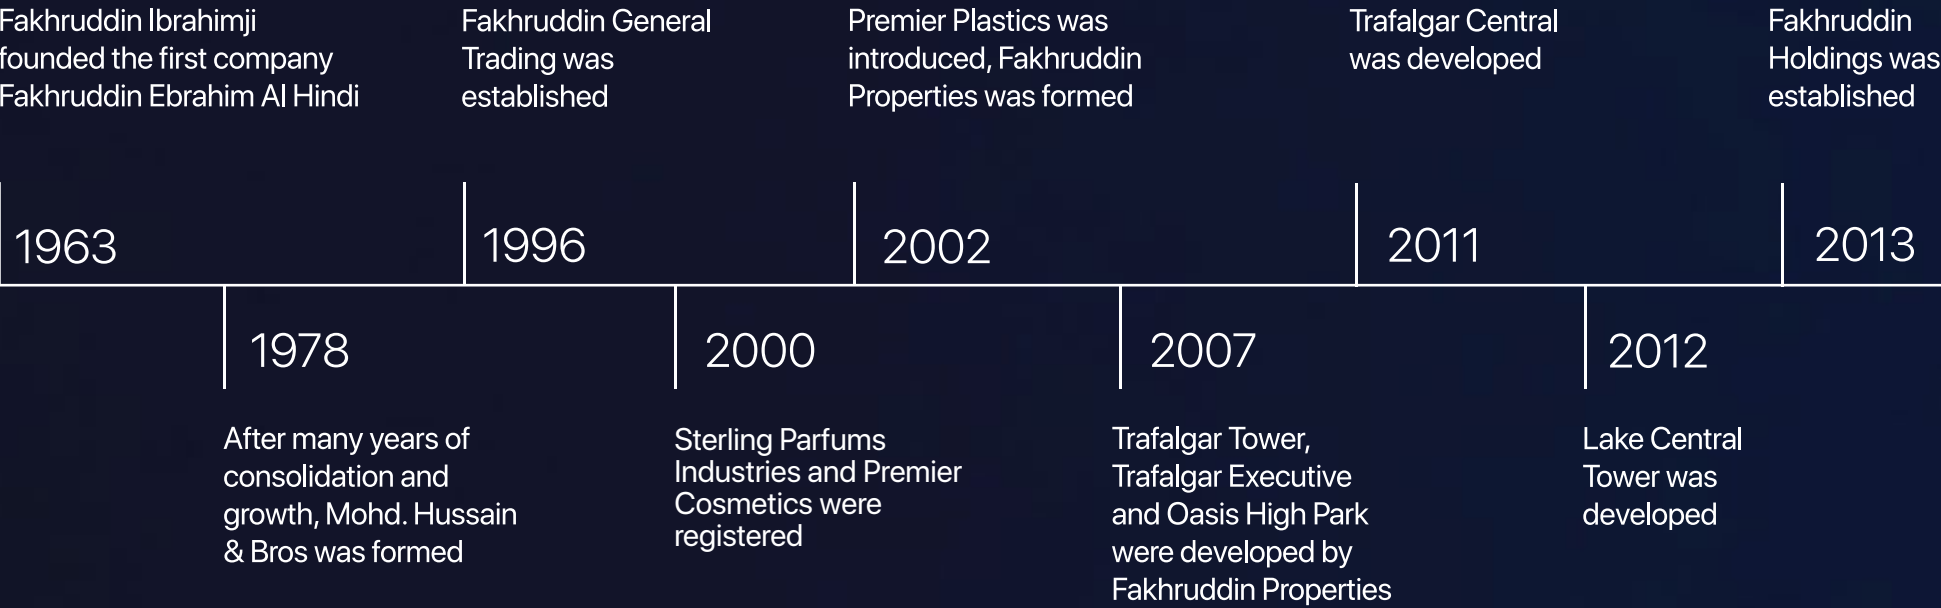 Fakhruddin Ibrahimji
founded the first company
Fakhruddin Ebrahim Al Hindi
1963
1978
After many years of
consolidation and
growth, Mohd. Hussain
& Bros was formed
Fakhruddin General
Trading was
established
1996
2000
Sterling Parfums
Industries and Premier
Cosmetics were
registered
Premier Plastics was
introduced, Fakhruddin
Properties was formed
2002
2007
Trafalgar Tower,
Trafalgar Executive
and Oasis High Park
were developed by
Fakhruddin Properties
Trafalgar Central
was developed
2011
2012
Lake Central
Tower was
developed
Fakhruddin
Holdings was
established
2013